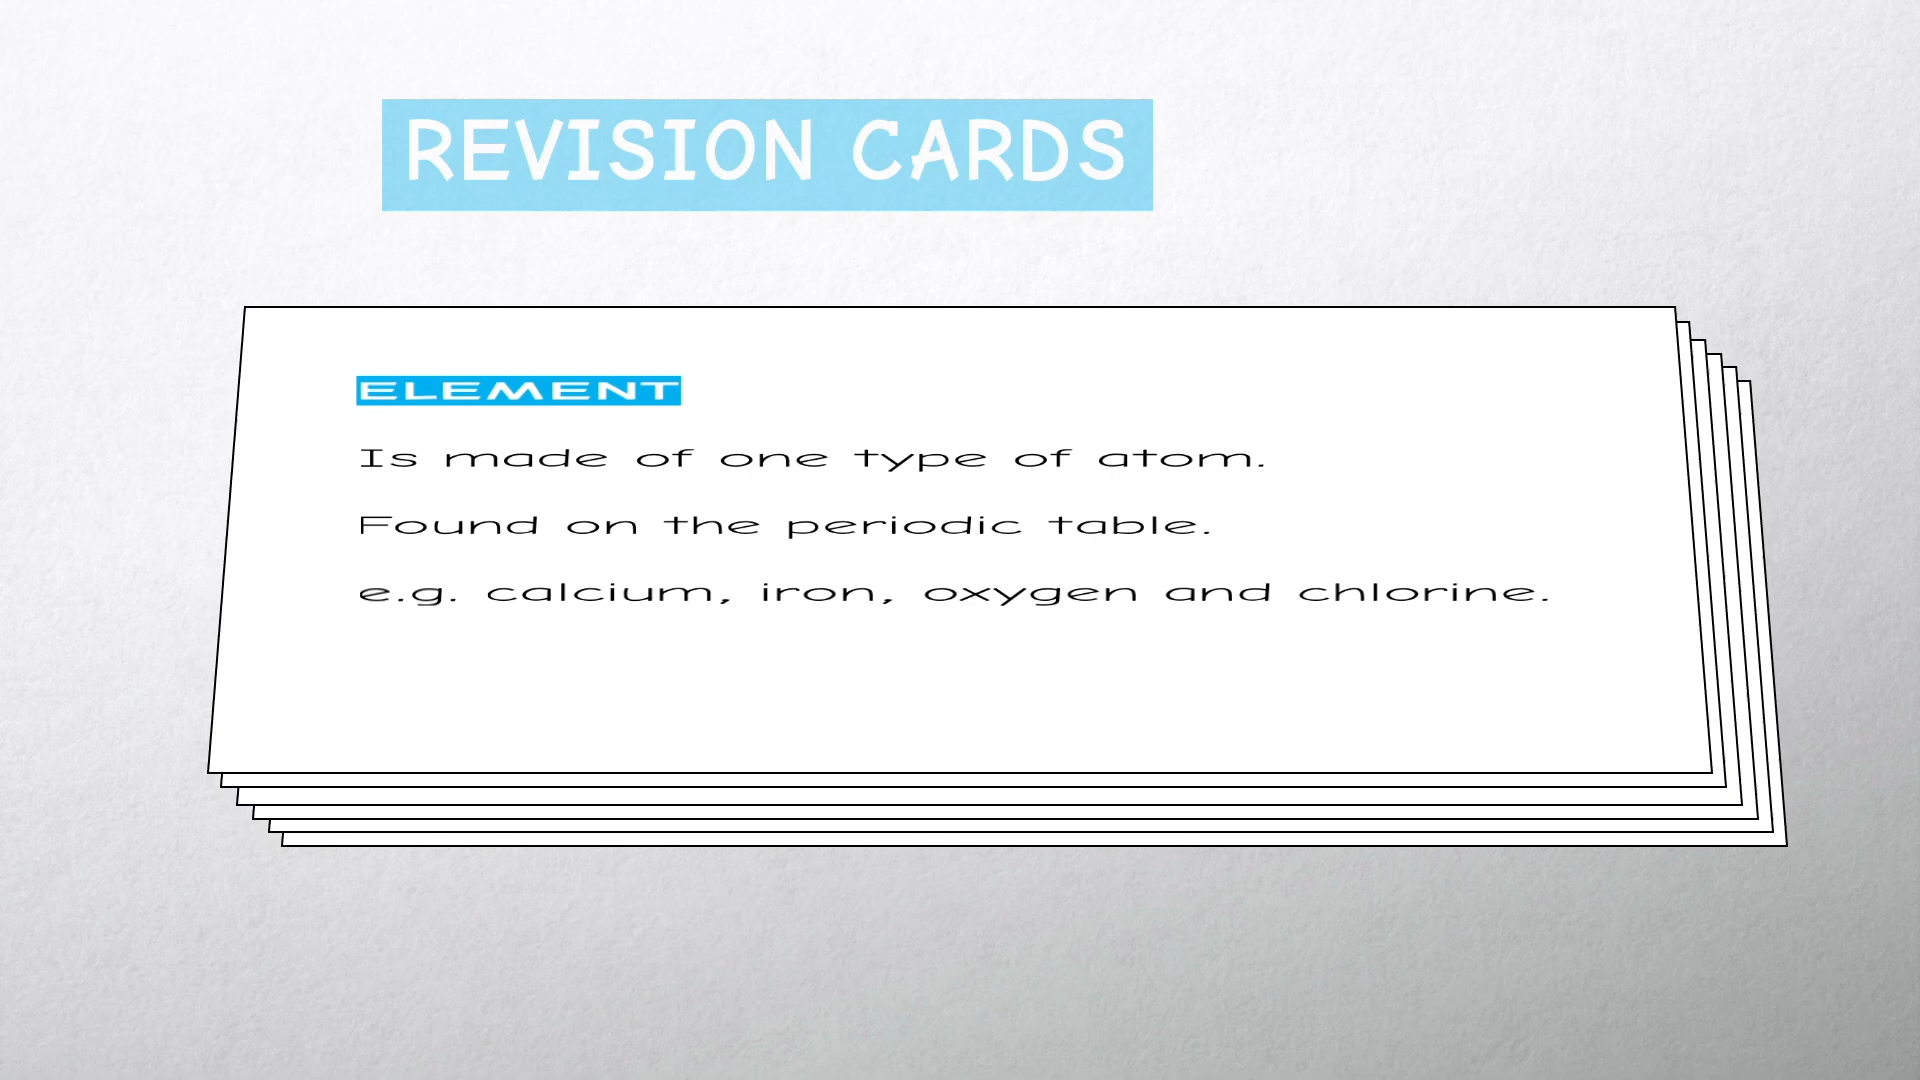 REVISION CARDS
ELEMENT
Is made of one type of atom.
Found on the periodic table.
e.g. calcium, iron, oxygen and chlorine.